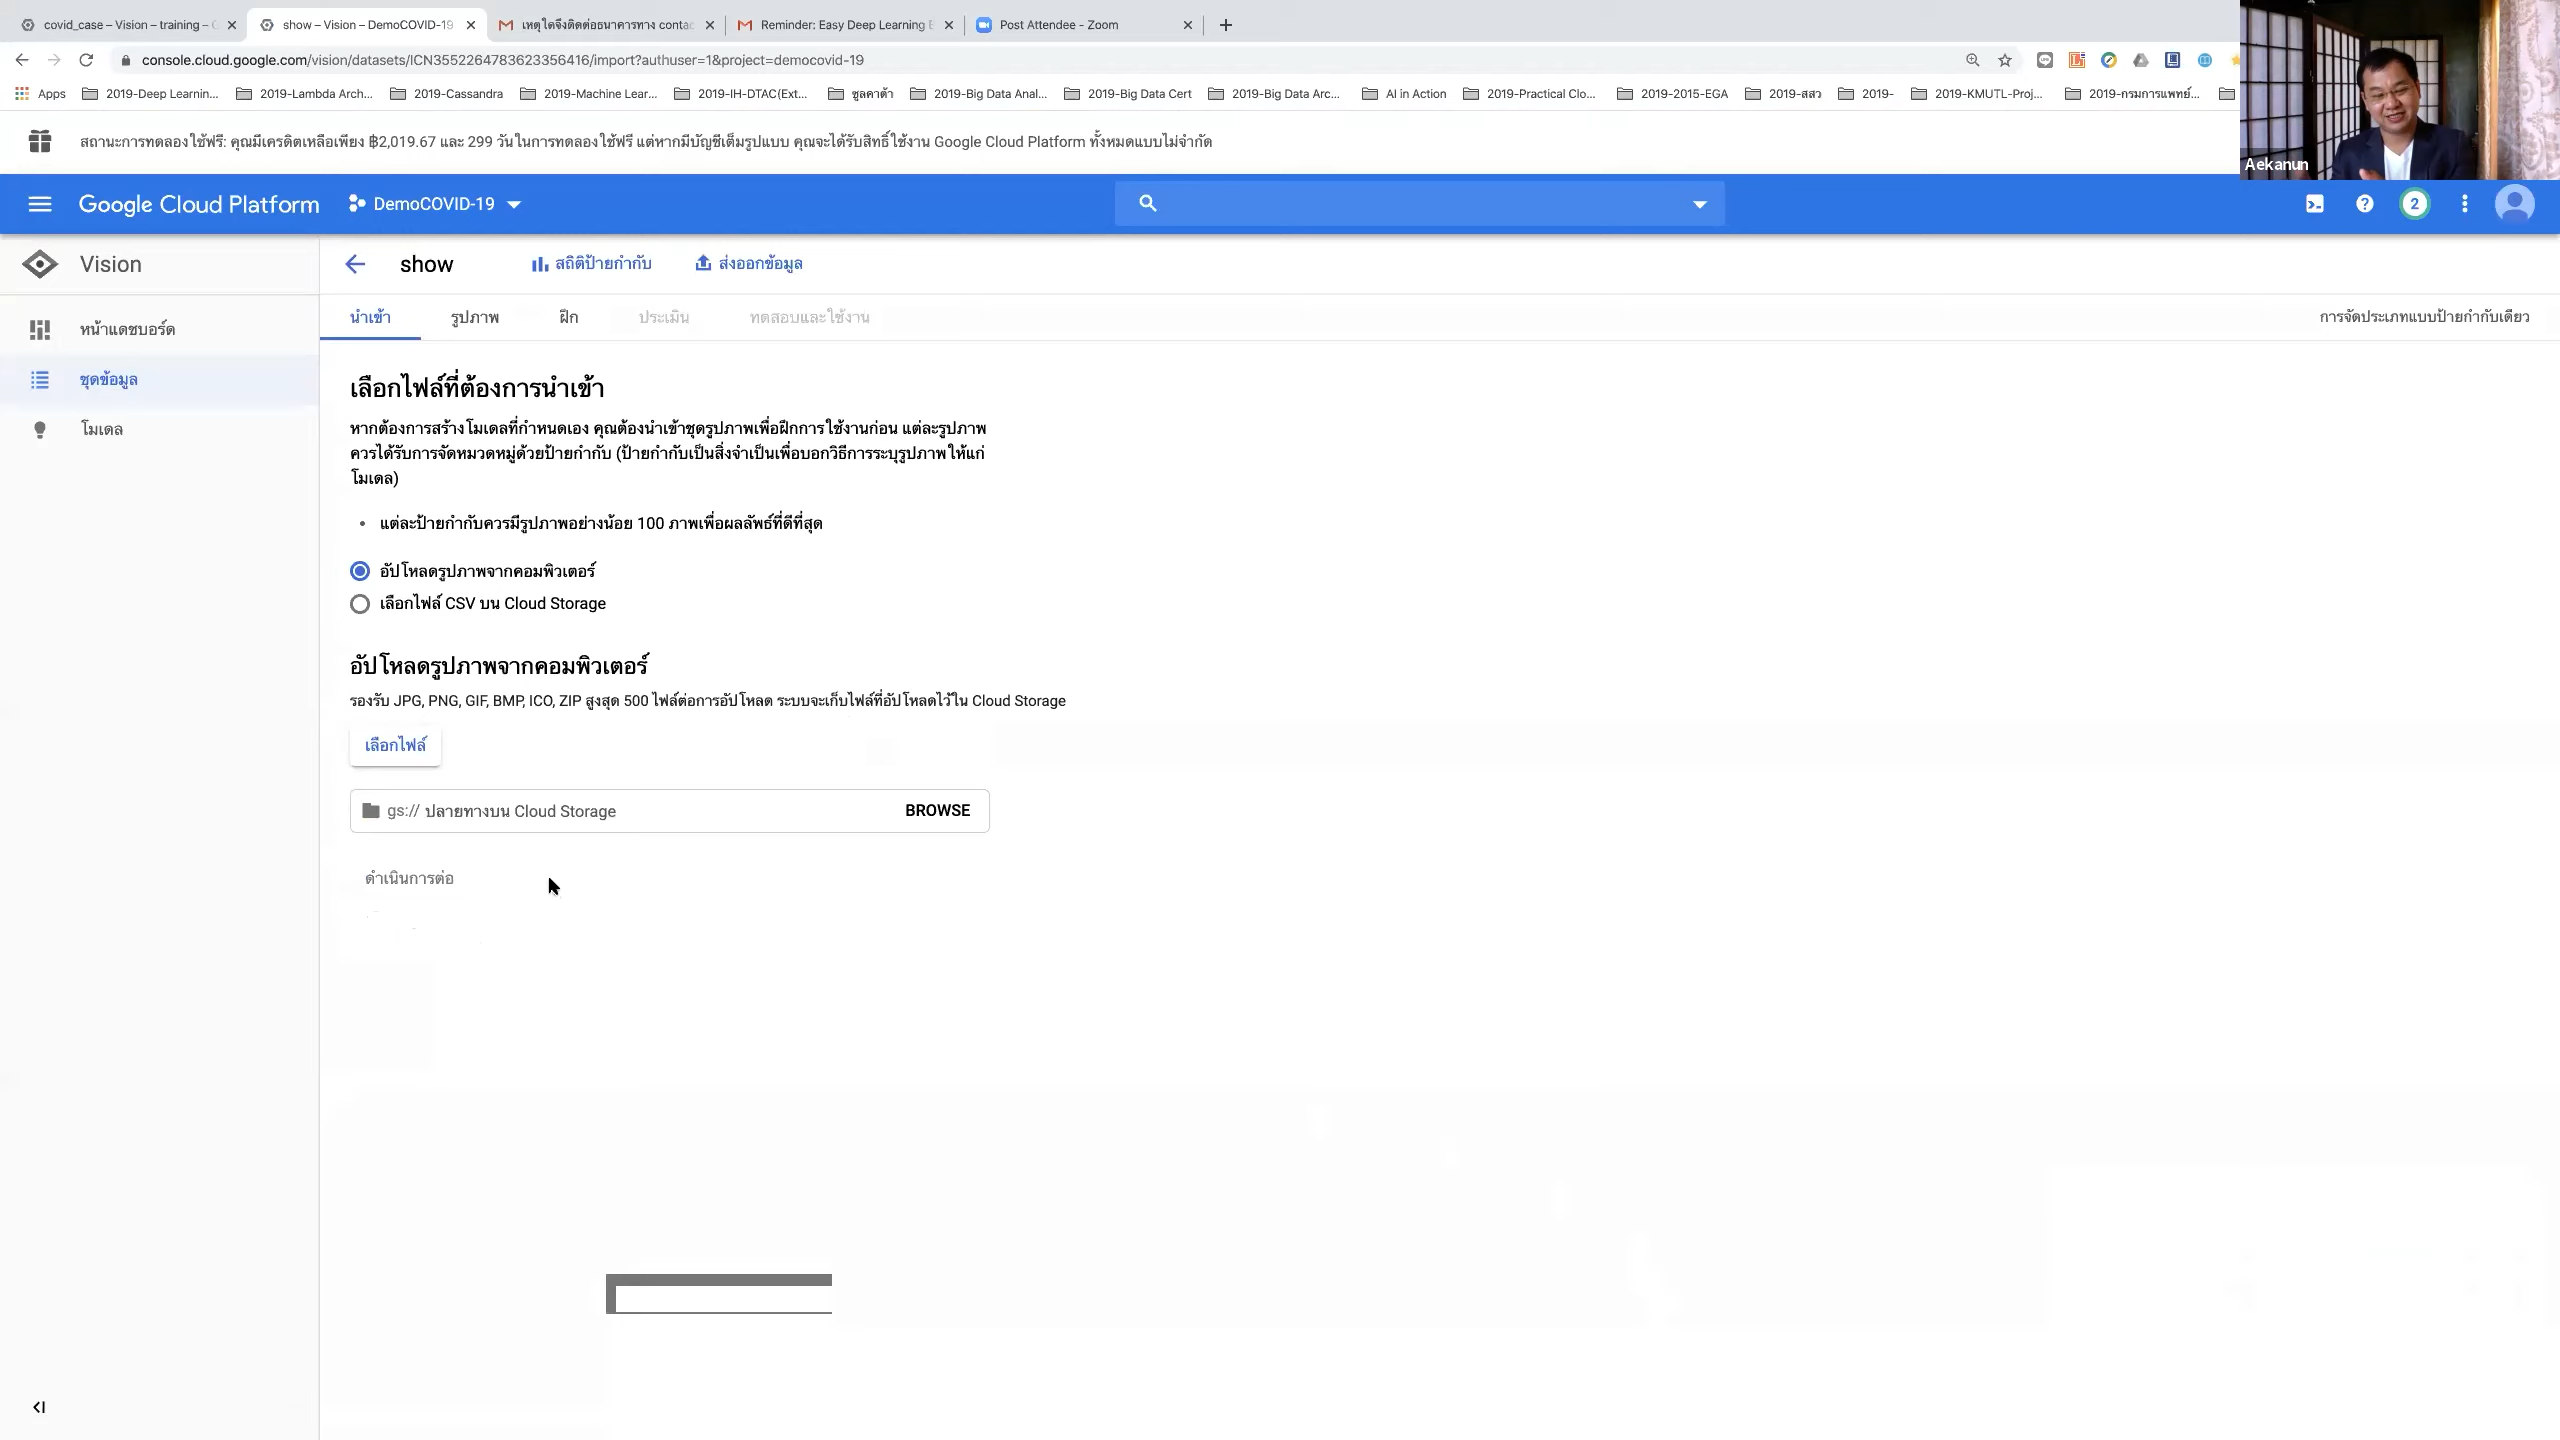 covid_case – Vision – training –
show – Vision – DemoCOVID-19
เหตุใดจึงติดต่อธนาคารทาง contac
Reminder: Easy Deep Learning
Post Attendee - Zoom
console.cloud.google.com/vision/datasets/ICN3552264783623356416/import?authuser=1&project=democovid-19
Apps
2019-Deep Learnin...
2019-Lambda Arch...
2019-Cassandra
2019-Machine Lear...
2019-IH-DTAC(Ext...
ซูลคาต้า
2019-Big Data Anal...
2019-Big Data Cert
2019-Big Data Arc...
AI in Action
2019-Practical Clo...
2019-2015-EGA
2019-สสว
2019-
2019-KMUTL-Proj...
2019-กรมการแพทย์...
Aekanun
สถานะการทดลองใช้ฟรี: คุณมีเครดิตเหลือเพียง ฿2,019.67 และ 299 วันในการทดลองใช้ฟรี แต่หากมีบัญชีเต็มรูปแบบ คุณจะได้รับสิทธิ์ใช้งาน Google Cloud Platform ทั้งหมดแบบไม่จำกัด
Google Cloud Platform
DemoCOVID-19
2
Vision
show
สถิติป้ายกำกับ
ส่งออกข้อมูล
หน้าแดชบอร์ด
ชุดข้อมูล
โมเดล
นำเข้า
รูปภาพ
ฝึก
ประเมิน
ทดสอบและใช้งาน
การจัดประเภทแบบป้ายกำกับเดียว
เลือกไฟล์ที่ต้องการนำเข้า
หากต้องการสร้างโมเดลที่กำหนดเอง คุณต้องนำเข้าชุดรูปภาพเพื่อฝึกการใช้งานก่อน แต่ละรูปภาพ
ควรได้รับการจัดหมวดหมู่ด้วยป้ายกำกับ (ป้ายกำกับเป็นสิ่งจำเป็นเพื่อบอกวิธีการระบุรูปภาพให้แก่
โมเดล)
• แต่ละป้ายกำกับควรมีรูปภาพอย่างน้อย 100 ภาพเพื่อผลลัพธ์ที่ดีที่สุด
อัปโหลดรูปภาพจากคอมพิวเตอร์
เลือกไฟล์ CSV บน Cloud Storage
อัปโหลดรูปภาพจากคอมพิวเตอร์
รองรับ JPG, PNG, GIF, BMP, ICO, ZIP สูงสุด 500 ไฟล์ต่อการอัปโหลด ระบบจะเก็บไฟล์ที่อัปโหลดไว้ใน Cloud Storage
เลือกไฟล์
gs:// ปลายทางบน Cloud Storage
BROWSE
ดำเนินการต่อ